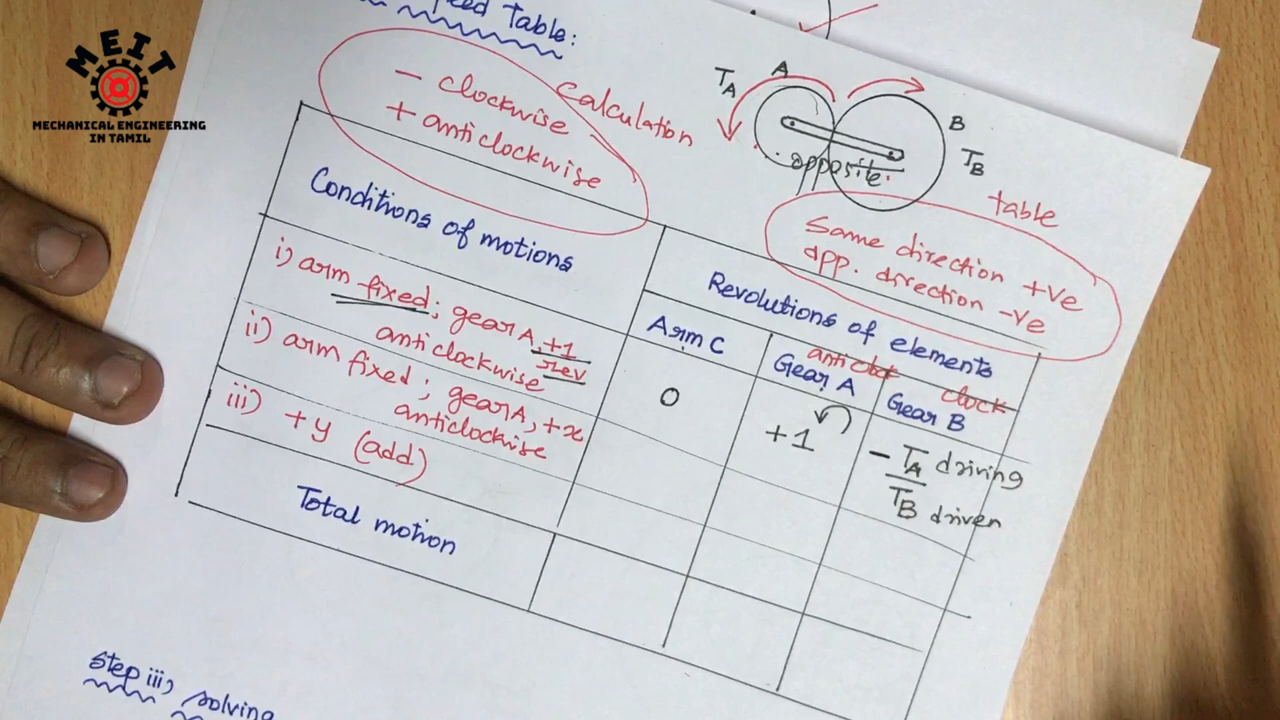 MEIT
MECHANICAL ENGINEERING
IN TAMIL
Table:
- clockwise
+ anticlockwise
calculation
TA
A
B
TB
opposite
table
Same direction +ve
opp. direction -ve
Conditions of motions
Revolutions of elements
Arm C
anticlock
Gear A
clock
Gear B
i) arm fixed; gear A, +1 rev
anticlockwise
0
+1
- TA driving
TB driven
ii) arm fixed; gear A, +x
anticlockwise
iii) +y (add)
Total motion
Step iii) solving